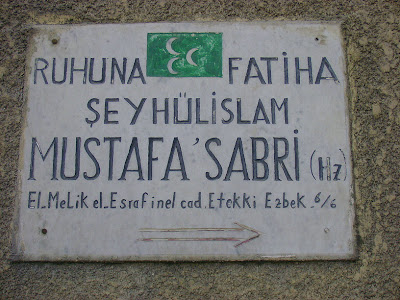 RUHUNA FATİHA
ŞEYHÜLİSLAM
MUSTAFA'SABRİ (Hz)
El-MeLik el-Esrafinel cad. Etekki Ezbek-6/6